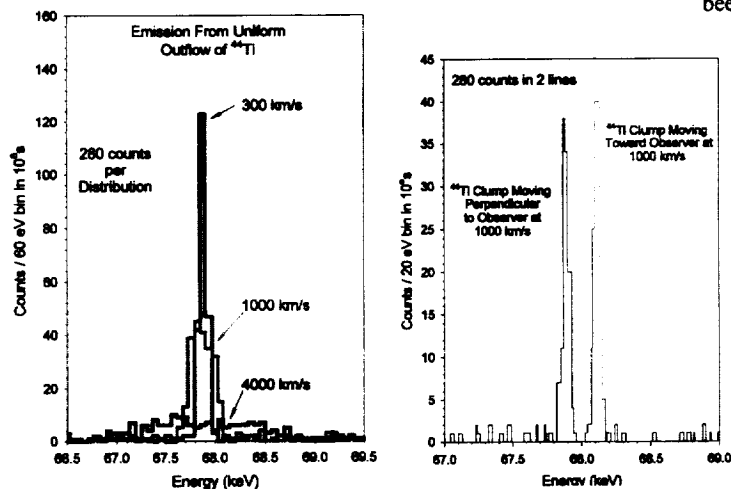 bee
Emission From Uniform
Outflow of ⁴⁴Ti
300 km/s
280 counts
per
Distribution
1000 km/s
4000 km/s
Counts / 60 eV bin in 10⁶s
160
140
120
100
80
60
40
20
0
66.5 67.0 67.5 68.0 68.5 69.0 69.5
Energy (keV)
280 counts in 2 lines
⁴⁴Ti Clump Moving
Toward Observer at
1000 km/s
⁴⁴Ti Clump Moving
Perpendicular
to Observer at
1000 km/s
Counts / 20 eV bin in 10⁶s
45
40
35
30
25
20
15
10
5
0
67.0 67.5 68.0 68.5 69.0
Energy (keV)